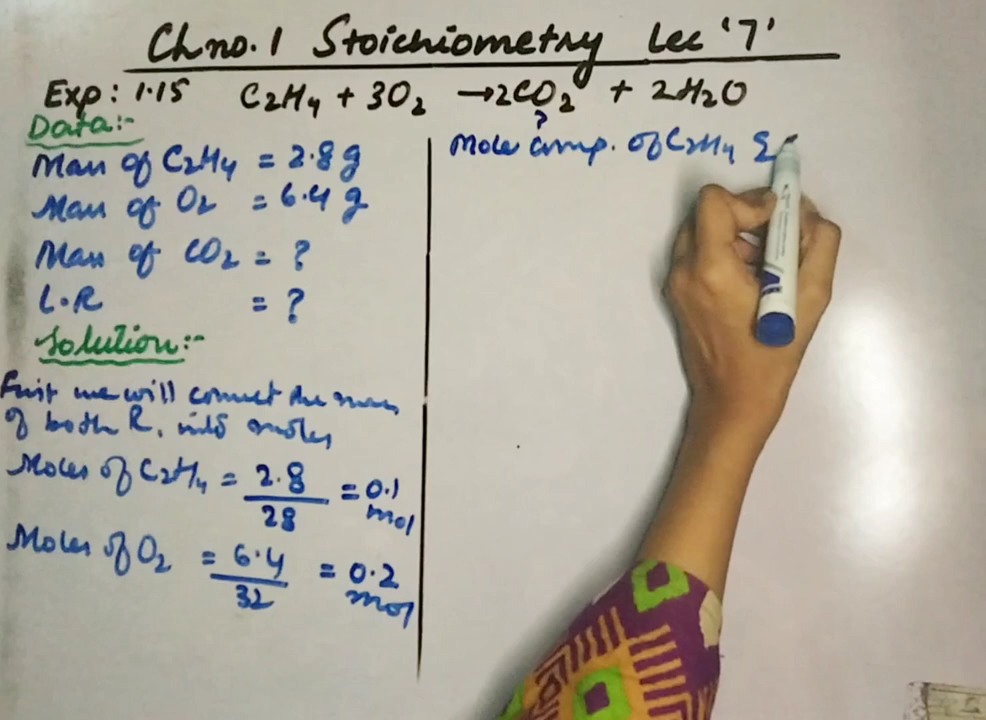 Ch no. 1 Stoichiometry Lec '7'
Exp: 1.15 C2H4 + 3O2 → 2CO2 + 2H2O
?
Data:-
Mass of C2H4 = 2.8 g
Mass of O2 = 6.4 g
Mass of CO2 = ?
L.R = ?
Solution:-
First we will convert the mass
of both R, into moles
Moles of C2H4 = 2.8 = 0.1
28 mol
Moles of O2 = 6.4 = 0.2
32 mol
Mole comp. of C2H4 &